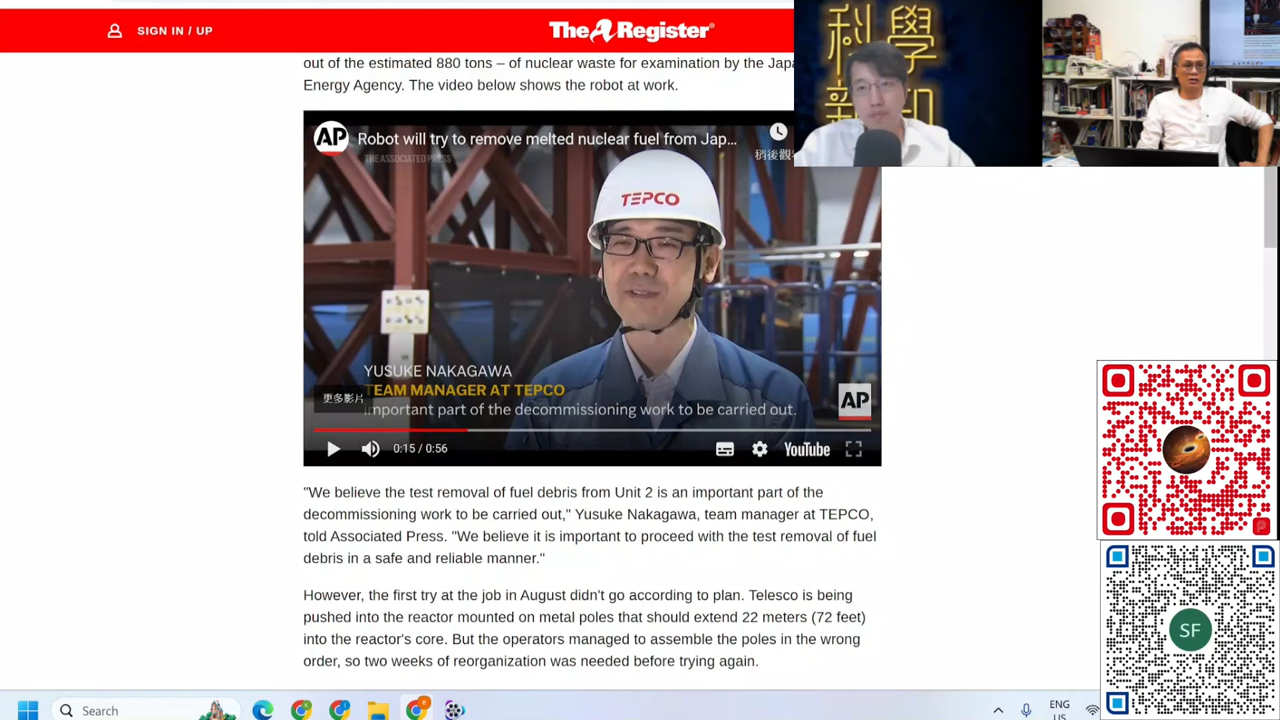 SIGN IN / UP
The Register
out of the estimated 880 tons – of nuclear waste for examination by the Japa
Energy Agency. The video below shows the robot at work.
科學
新知
AP
Robot will try to remove melted nuclear fuel from Jap...
THE ASSOCIATED PRESS
稍後觀
TEPCO
YUSUKE NAKAGAWA
TEAM MANAGER AT TEPCO
更多影片
important part of the decommissioning work to be carried out.
AP
0:15 / 0:56
YouTube
"We believe the test removal of fuel debris from Unit 2 is an important part of the
decommissioning work to be carried out," Yusuke Nakagawa, team manager at TEPCO,
told Associated Press. "We believe it is important to proceed with the test removal of fuel
debris in a safe and reliable manner."
However, the first try at the job in August didn't go according to plan. Telesco is being
pushed into the reactor mounted on metal poles that should extend 22 meters (72 feet)
into the reactor's core. But the operators managed to assemble the poles in the wrong
order, so two weeks of reorganization was needed before trying again.
SF
Search
ENG
US